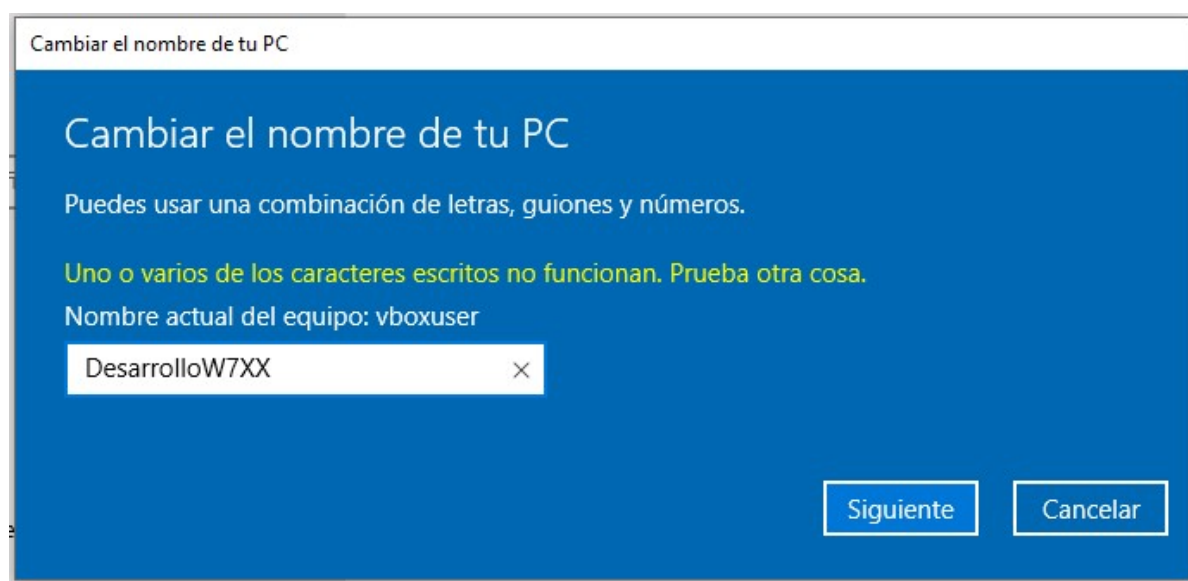 Cambiar el nombre de tu PC
Cambiar el nombre de tu PC
Puedes usar una combinación de letras, guiones y números.
Uno o varios de los caracteres escritos no funcionan. Prueba otra cosa.
Nombre actual del equipo: vboxuser
DesarrolloW7XX
Siguiente
Cancelar